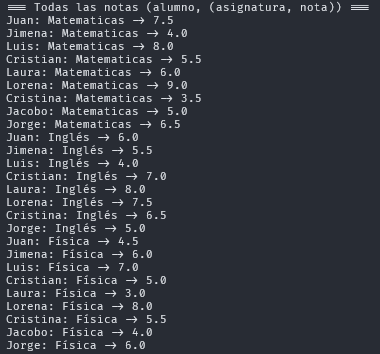 === Todas las notas (alumno, (asignatura, nota)) ===
Juan: Matematicas -> 7.5
Jimena: Matematicas -> 4.0
Luis: Matematicas -> 8.0
Cristian: Matematicas -> 5.5
Laura: Matematicas -> 6.0
Lorena: Matematicas -> 9.0
Cristina: Matematicas -> 3.5
Jacobo: Matematicas -> 5.0
Jorge: Matematicas -> 6.5
Juan: Inglés -> 6.0
Jimena: Inglés -> 5.5
Luis: Inglés -> 4.0
Cristian: Inglés -> 7.0
Laura: Inglés -> 8.0
Lorena: Inglés -> 7.5
Cristina: Inglés -> 6.5
Jorge: Inglés -> 5.0
Juan: Física -> 4.5
Jimena: Física -> 6.0
Luis: Física -> 7.0
Cristian: Física -> 5.0
Laura: Física -> 3.0
Lorena: Física -> 8.0
Cristina: Física -> 5.5
Jacobo: Física -> 4.0
Jorge: Física -> 6.0